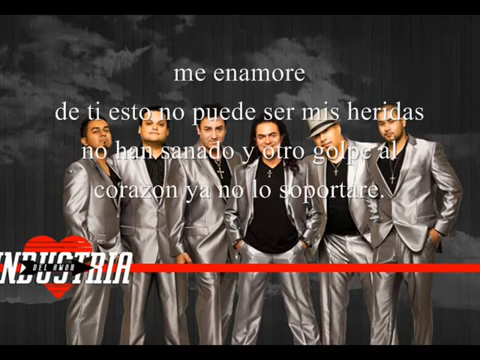 me enamore
de ti esto no puede ser mis heridas
no han sanado y otro golpe al
corazon ya no lo soportare.
INDUSTRIA
DEL AMOR